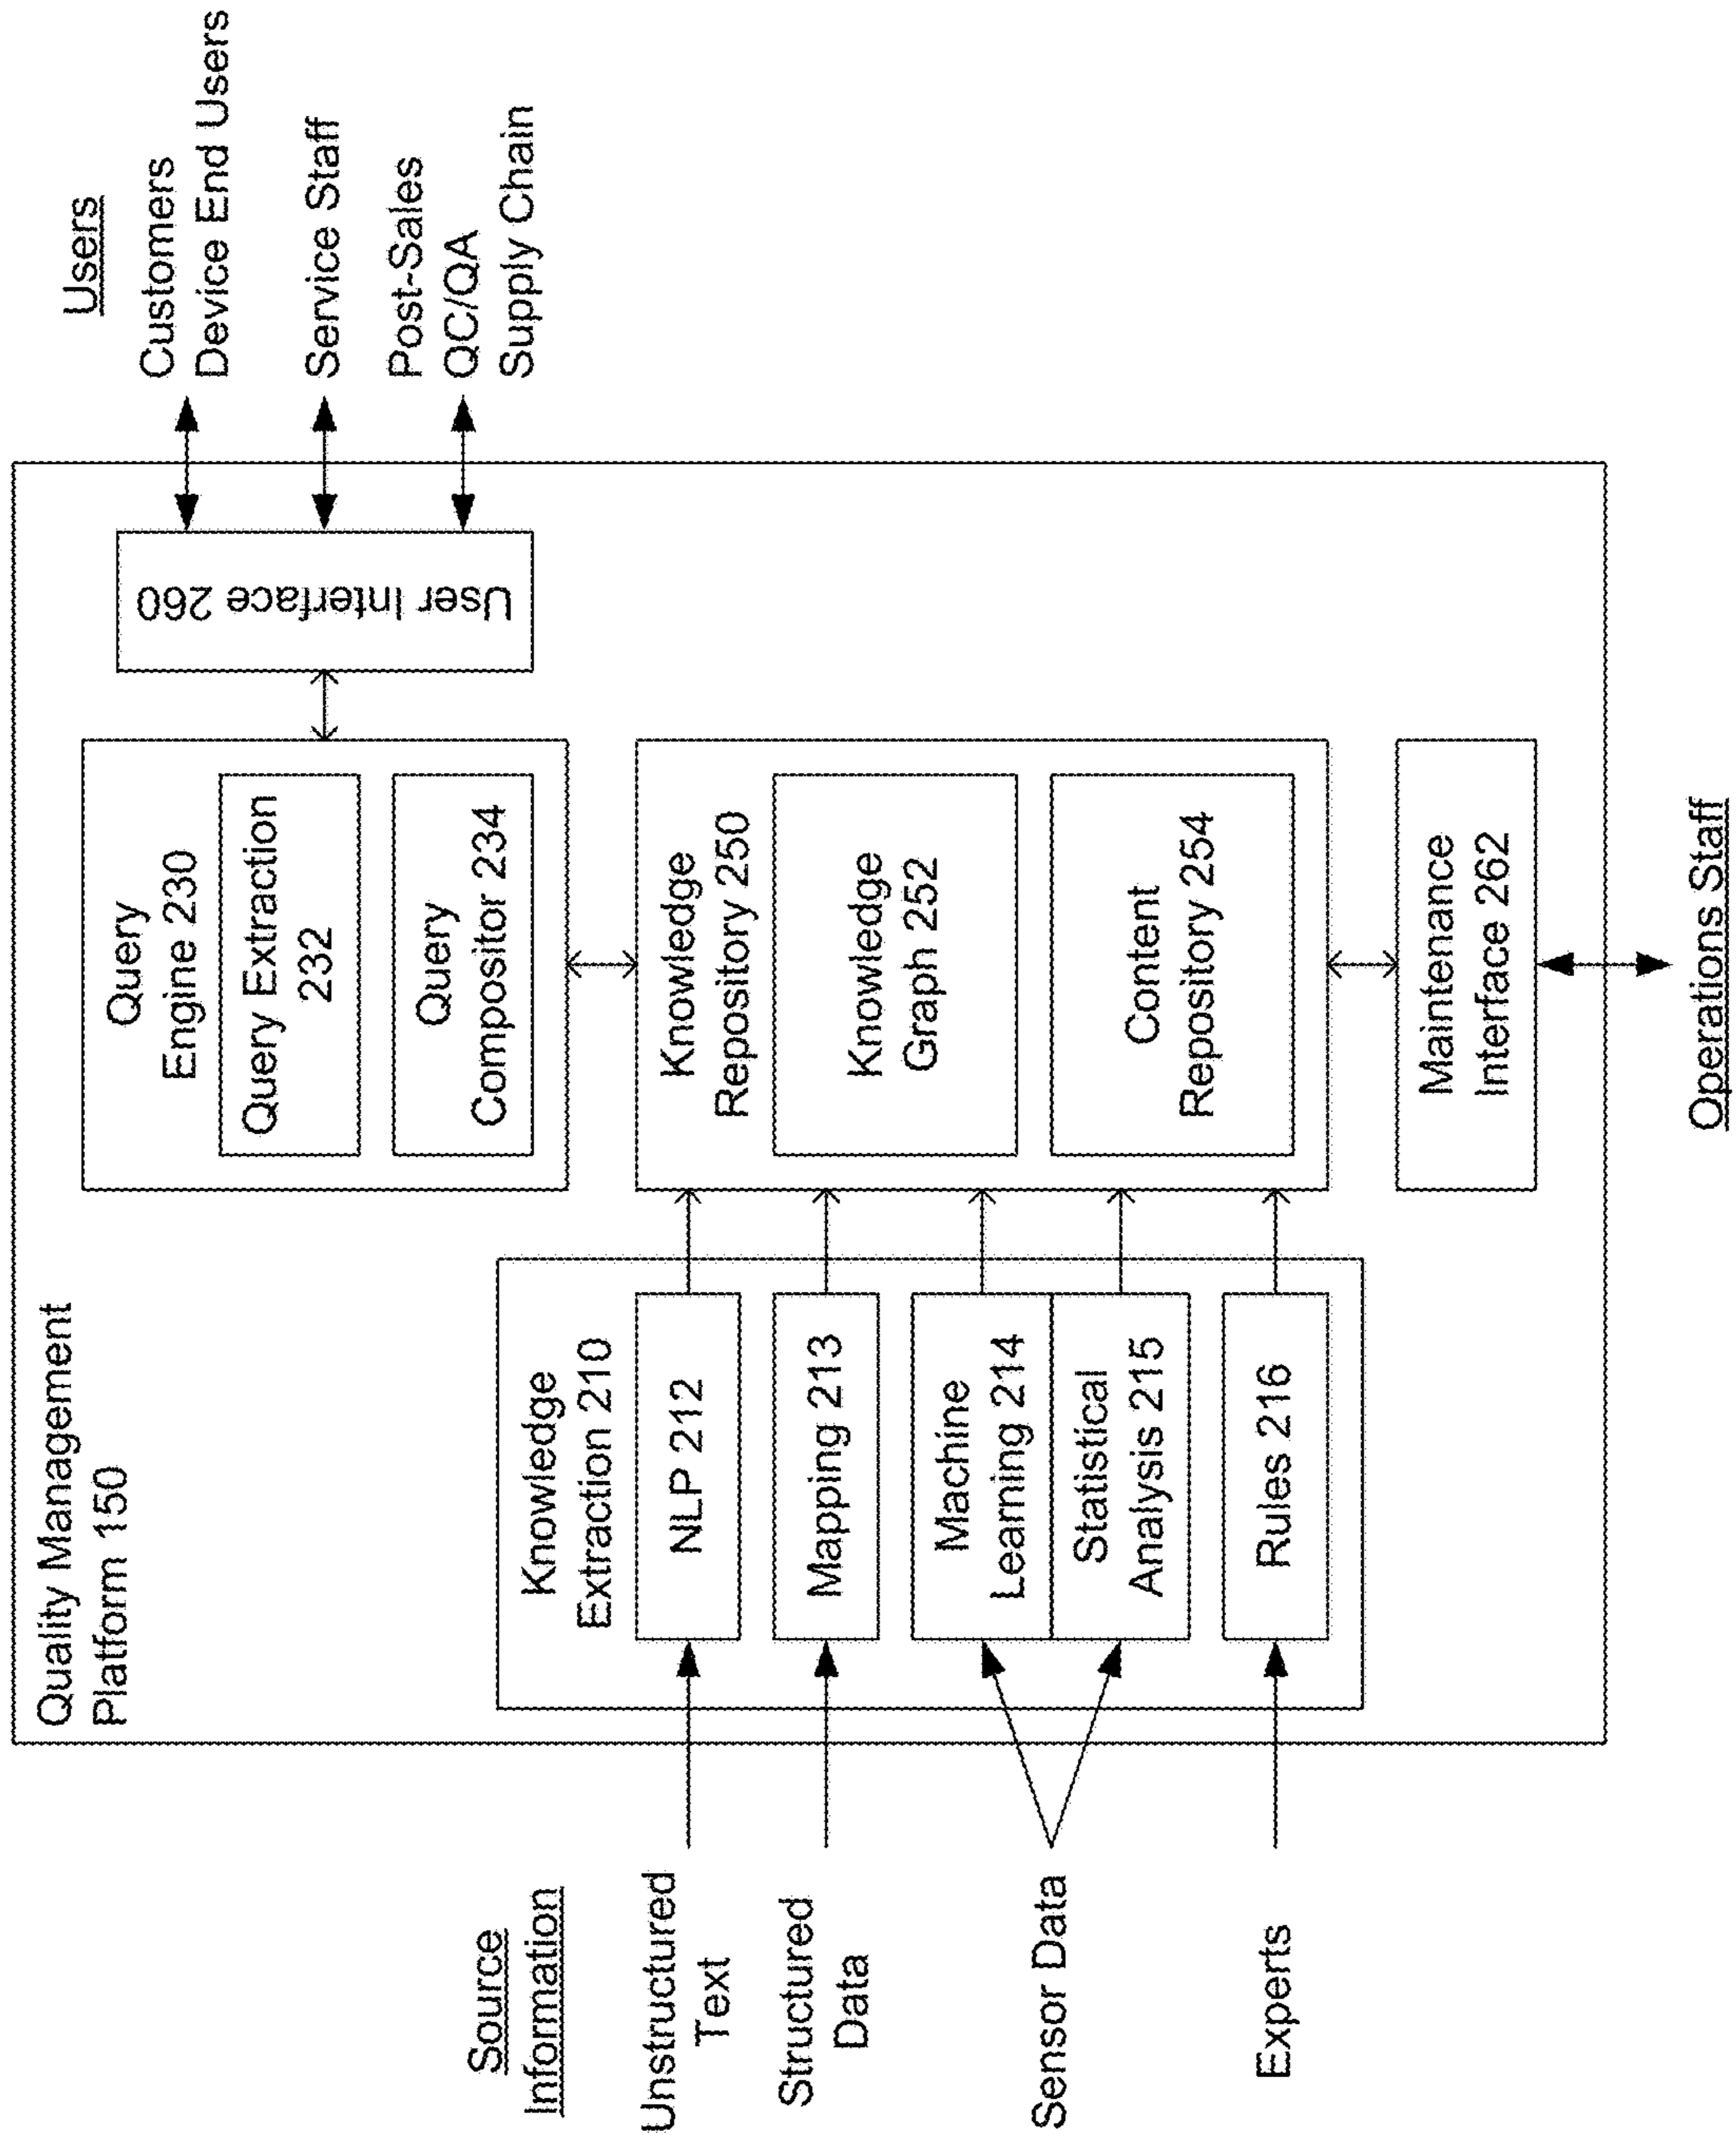 Quality Management
Platform 150
Source
Information
Unstructured
Text
Structured
Data
Sensor Data
Experts
Knowledge
Extraction 210
NLP 212
Mapping 213
Machine
Learning 214
Statistical
Analysis 215
Rules 216
Query
Engine 230
Query Extraction
232
Query
Compositor 234
Knowledge
Repository 250
Knowledge
Graph 252
Content
Repository 254
Maintenance
Interface 262
Operations Staff
User Interface 260
Users
Customers
Device End Users
Service Staff
Post-Sales
QC/QA
Supply Chain